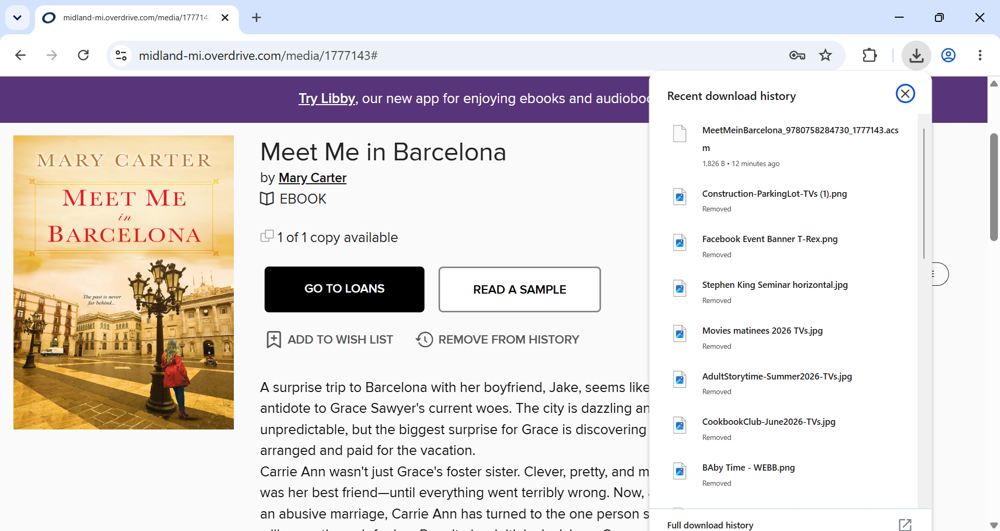 midland-mi.overdrive.com/media/177714
midland-mi.overdrive.com/media/1777143#
Try Libby, our new app for enjoying ebooks and audioboo
MARY CARTER
MEET ME
in
BARCELONA
The past is never
far behind...
Meet Me in Barcelona
by Mary Carter
EBOOK
1 of 1 copy available
GO TO LOANS
READ A SAMPLE
ADD TO WISH LIST
REMOVE FROM HISTORY
A surprise trip to Barcelona with her boyfriend, Jake, seems like
antidote to Grace Sawyer's current woes. The city is dazzling an
unpredictable, but the biggest surprise for Grace is discovering
arranged and paid for the vacation.
Carrie Ann wasn't just Grace's foster sister. Clever, pretty, and m
was her best friend—until everything went terribly wrong. Now,
an abusive marriage, Carrie Ann has turned to the one person s
Recent download history
MeetMeinBarcelona_9780758284730_1777143.acs
m
1,826 B • 12 minutes ago
Construction-ParkingLot-TVs (1).png
Removed
Facebook Event Banner T-Rex.png
Removed
Stephen King Seminar horizontal.jpg
Removed
Movies matinees 2026 TVs.jpg
Removed
AdultStorytime-Summer2026-TVs.jpg
Removed
CookbookClub-June2026-TVs.jpg
Removed
BAby Time - WEBB.png
Removed
Full download history